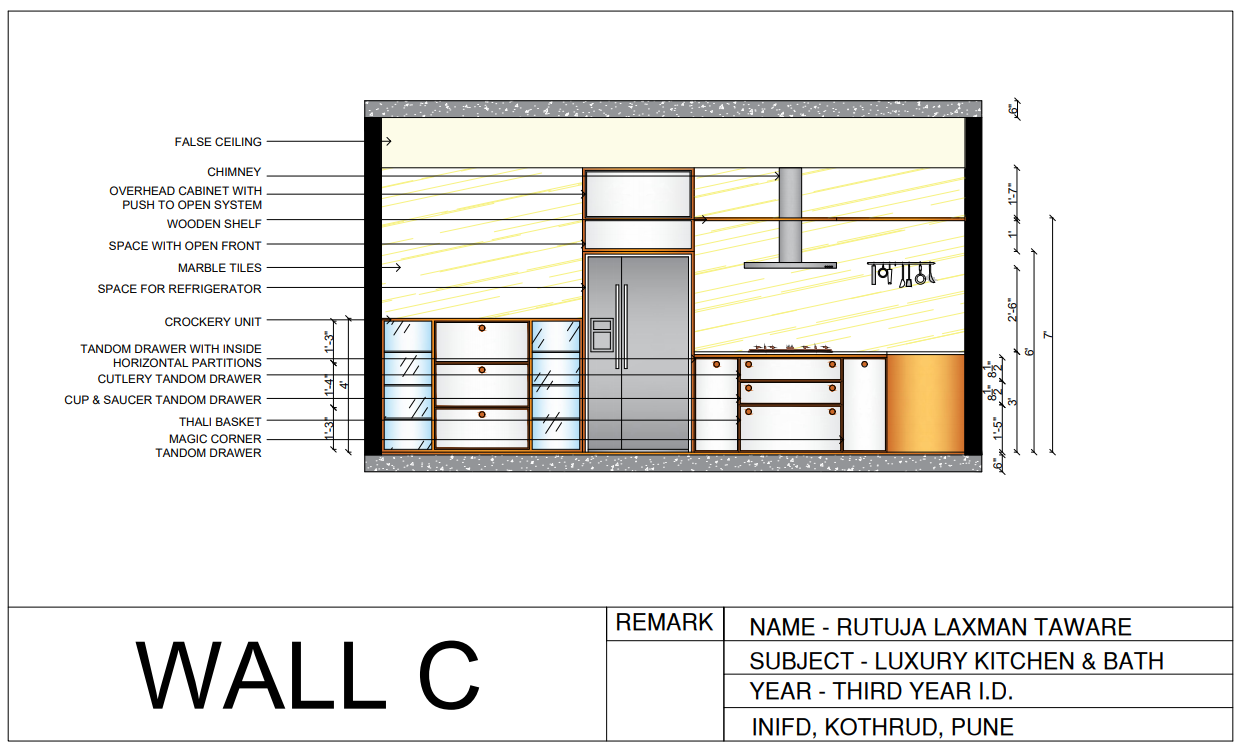 FALSE CEILING
CHIMNEY
OVERHEAD CABINET WITH
PUSH TO OPEN SYSTEM
WOODEN SHELF
SPACE WITH OPEN FRONT
MARBLE TILES
SPACE FOR REFRIGERATOR
CROCKERY UNIT
TANDOM DRAWER WITH INSIDE
HORIZONTAL PARTITIONS
CUTLERY TANDOM DRAWER
CUP & SAUCER TANDOM DRAWER
THALI BASKET
MAGIC CORNER
TANDOM DRAWER
1'-3"
1'-4"
1'-3"
4'
6"
1'-7"
1'
2'-6"
8½"
8½"
1'-5"
3'
6'
7'
6"
WALL C
REMARK
NAME - RUTUJA LAXMAN TAWARE
SUBJECT - LUXURY KITCHEN & BATH
YEAR - THIRD YEAR I.D.
INIFD, KOTHRUD, PUNE